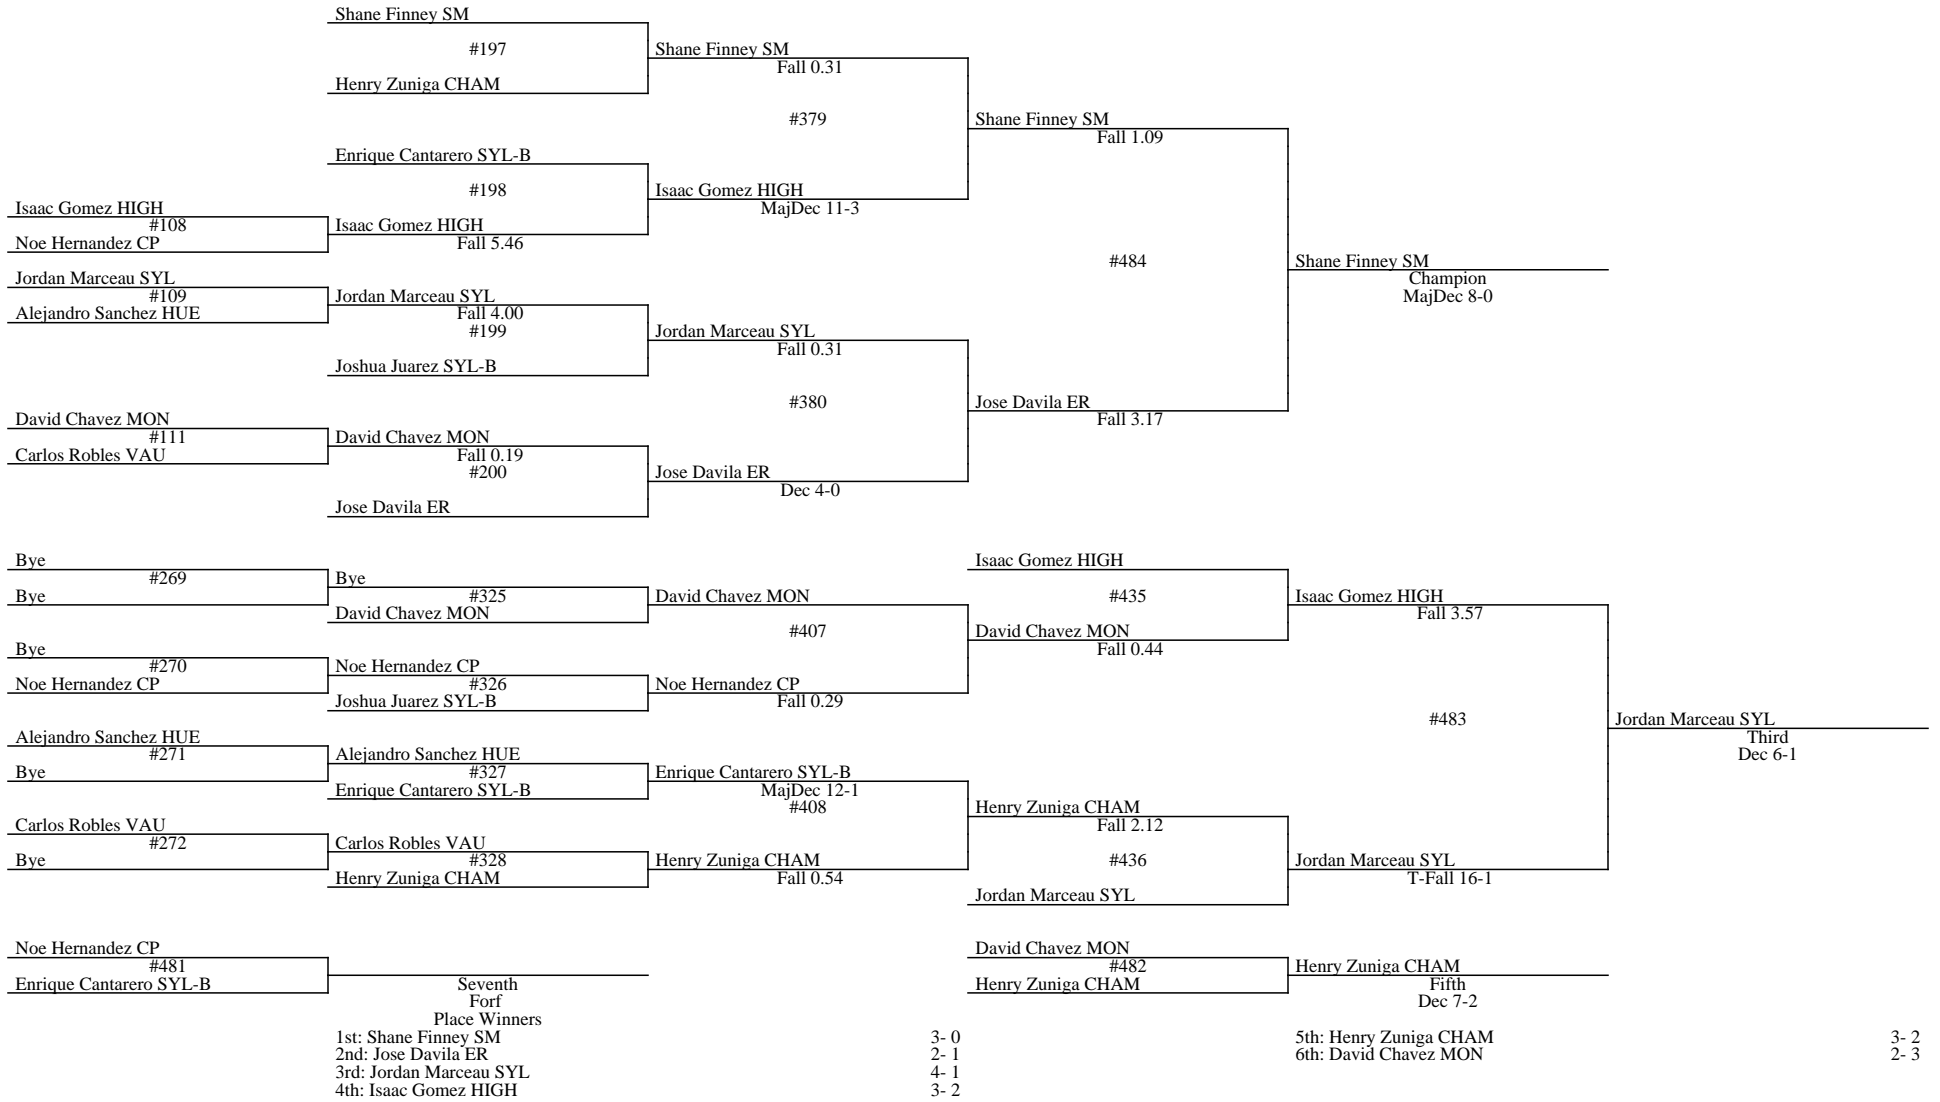 Shane Finney SM
#197
Shane Finney SM
Fall 0.31
Henry Zuniga CHAM
#379
Shane Finney SM
Fall 1.09
Enrique Cantarero SYL-B
#198
Isaac Gomez HIGH
MajDec 11-3
Isaac Gomez HIGH
#108
Noe Hernandez CP
Isaac Gomez HIGH
Fall 5.46
#484
Shane Finney SM
Champion
MajDec 8-0
Jordan Marceau SYL
#109
Alejandro Sanchez HUE
Jordan Marceau SYL
Fall 4.00
#199
Jordan Marceau SYL
Fall 0.31
Joshua Juarez SYL-B
#380
Jose Davila ER
Fall 3.17
David Chavez MON
#111
Carlos Robles VAU
David Chavez MON
Fall 0.19
#200
Jose Davila ER
Dec 4-0
Jose Davila ER
Bye
#269
Bye
Bye
#325
David Chavez MON
David Chavez MON
#407
Isaac Gomez HIGH
#435
David Chavez MON
Fall 0.44
Isaac Gomez HIGH
Fall 3.57
Bye
#270
Noe Hernandez CP
Noe Hernandez CP
#326
Joshua Juarez SYL-B
Noe Hernandez CP
Fall 0.29
#483
Jordan Marceau SYL
Third
Dec 6-1
Alejandro Sanchez HUE
#271
Bye
Alejandro Sanchez HUE
#327
Enrique Cantarero SYL-B
Enrique Cantarero SYL-B
MajDec 12-1
#408
Henry Zuniga CHAM
Fall 2.12
#436
Jordan Marceau SYL
Jordan Marceau SYL
T-Fall 16-1
Carlos Robles VAU
#272
Bye
Carlos Robles VAU
#328
Henry Zuniga CHAM
Henry Zuniga CHAM
Fall 0.54
Noe Hernandez CP
#481
Enrique Cantarero SYL-B
Seventh
Forf
David Chavez MON
#482
Henry Zuniga CHAM
Henry Zuniga CHAM
Fifth
Dec 7-2
Place Winners
1st: Shane Finney SM 3- 0
2nd: Jose Davila ER 2- 1
3rd: Jordan Marceau SYL 4- 1
4th: Isaac Gomez HIGH 3- 2
5th: Henry Zuniga CHAM 3- 2
6th: David Chavez MON 2- 3